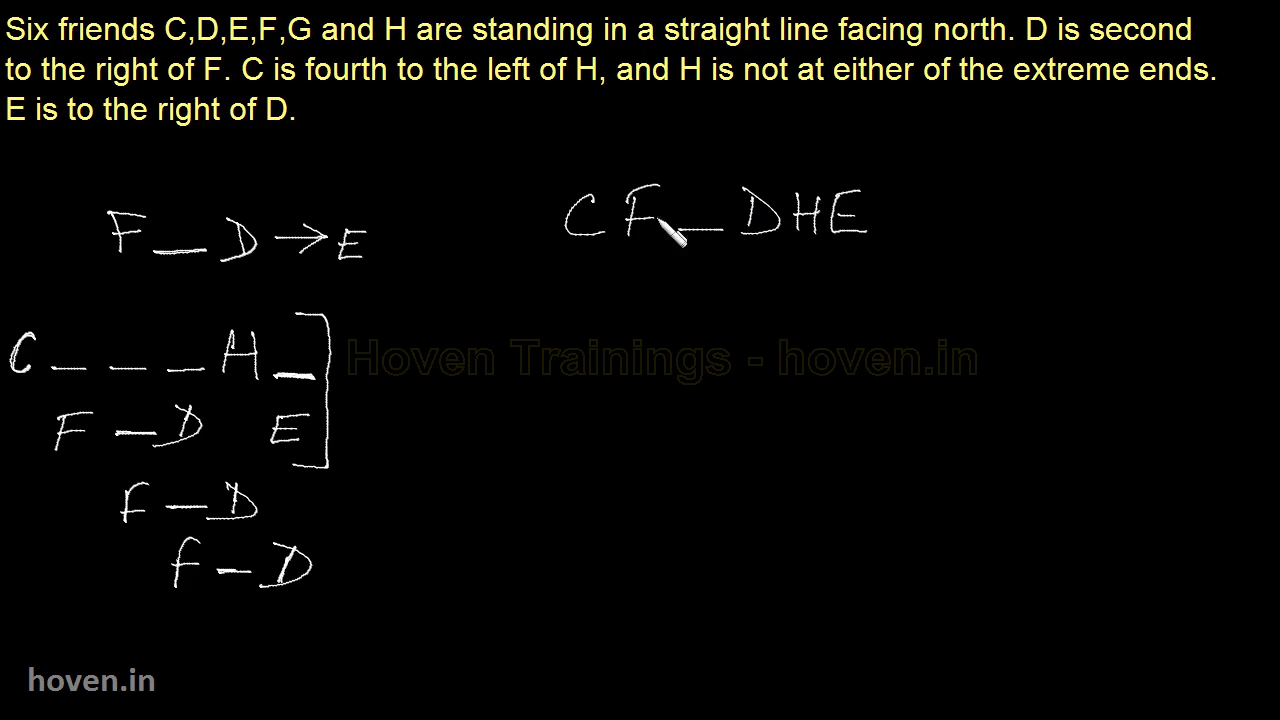 Six friends C,D,E,F,G and H are standing in a straight line facing north. D is second
to the right of F. C is fourth to the left of H, and H is not at either of the extreme ends.
E is to the right of D.
F _ D → E
C F _ D H E
C _ _ _ H _ ]
F _ D E
F _ D
F _ D
Hoven Trainings - hoven.in
hoven.in